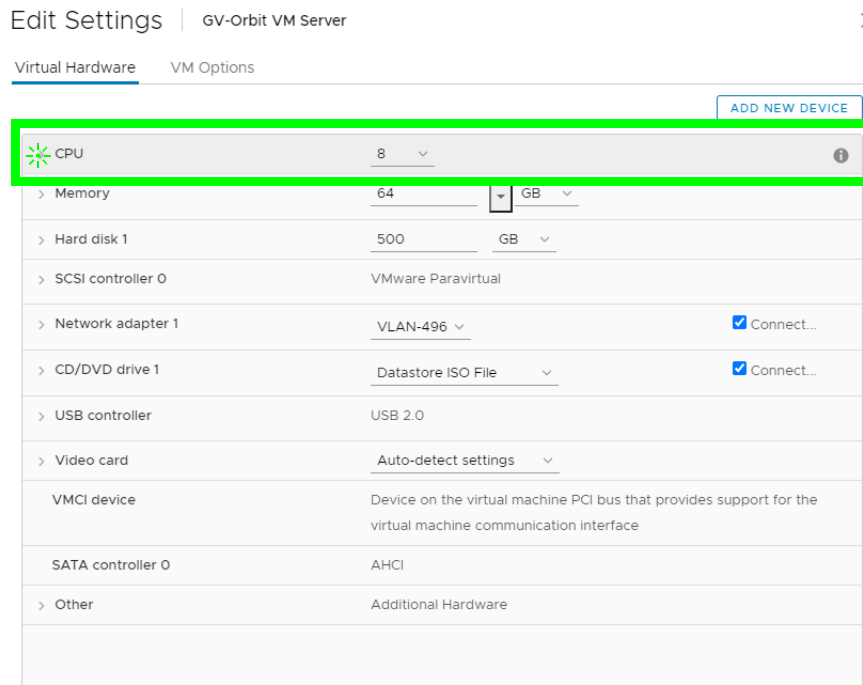 Edit Settings GV-Orbit VM Server
Virtual Hardware VM Options
ADD NEW DEVICE
CPU 8
Memory 64 GB
Hard disk 1 500 GB
SCSI controller 0 VMware Paravirtual
Network adapter 1 VLAN-496 Connect...
CD/DVD drive 1 Datastore ISO File Connect...
USB controller USB 2.0
Video card Auto-detect settings
VMCI device Device on the virtual machine PCI bus that provides support for the
virtual machine communication interface
SATA controller 0 AHCI
Other Additional Hardware